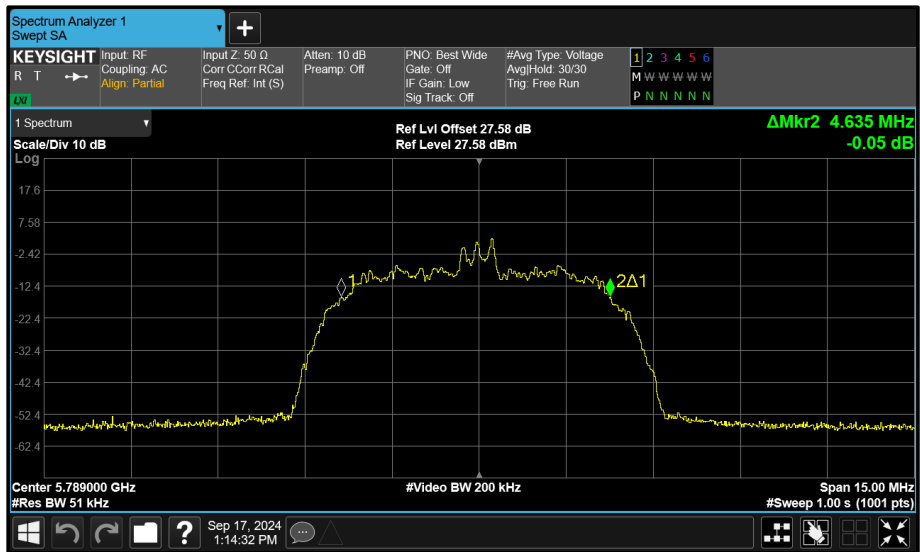 Spectrum Analyzer 1
Swept SA
+
KEYSIGHT
R T
LXI
Input: RF
Coupling: AC
Align: Partial
Input Z: 50 Ω
Corr CCorr RCal
Freq Ref: Int (S)
Atten: 10 dB
Preamp: Off
PNO: Best Wide
Gate: Off
IF Gain: Low
Sig Track: Off
#Avg Type: Voltage
Avg|Hold: 30/30
Trig: Free Run
1 2 3 4 5 6
M W W W W W
P N N N N N
1 Spectrum
Scale/Div 10 dB
Log
Ref Lvl Offset 27.58 dB
Ref Level 27.58 dBm
ΔMkr2 4.635 MHz
-0.05 dB
17.6
7.58
-2.42
-12.4
-22.4
-32.4
-42.4
-52.4
-62.4
1
2Δ1
Center 5.789000 GHz
#Res BW 51 kHz
#Video BW 200 kHz
Span 15.00 MHz
#Sweep 1.00 s (1001 pts)
?
Sep 17, 2024
1:14:32 PM